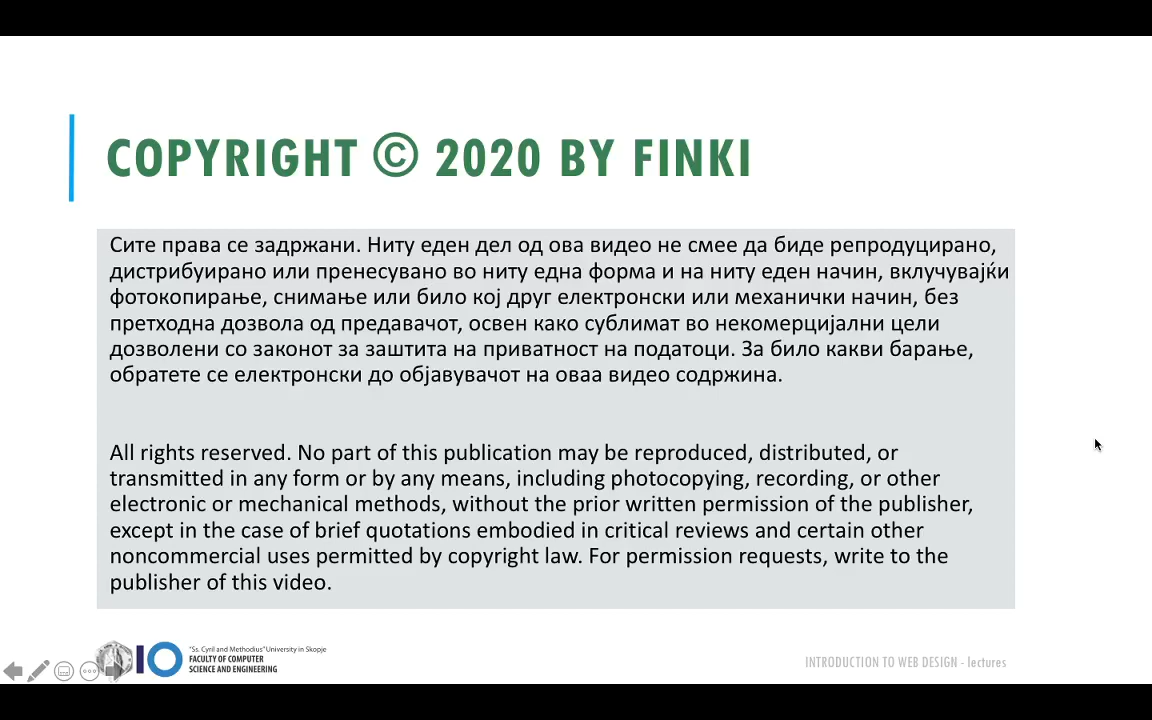 COPYRIGHT © 2020 BY FINKI
Сите права се задржани. Ниту еден дел од ова видео не смее да биде репродуцирано,
дистрибуирано или пренесувано во ниту една форма и на ниту еден начин, вклучувајќи
фотокопирање, снимање или било кој друг електронски или механички начин, без
претходна дозвола од предавачот, освен како сублимат во некомерцијални цели
дозволени со законот за заштита на приватност на податоци. За било какви барање,
обратете се електронски до објавувачот на оваа видео содржина.
All rights reserved. No part of this publication may be reproduced, distributed, or
transmitted in any form or by any means, including photocopying, recording, or other
electronic or mechanical methods, without the prior written permission of the publisher,
except in the case of brief quotations embodied in critical reviews and certain other
noncommercial uses permitted by copyright law. For permission requests, write to the
publisher of this video.
"Ss. Cyril and Methodius" University in Skopje
FACULTY OF COMPUTER
SCIENCE AND ENGINEERING
INTRODUCTION TO WEB DESIGN - lectures